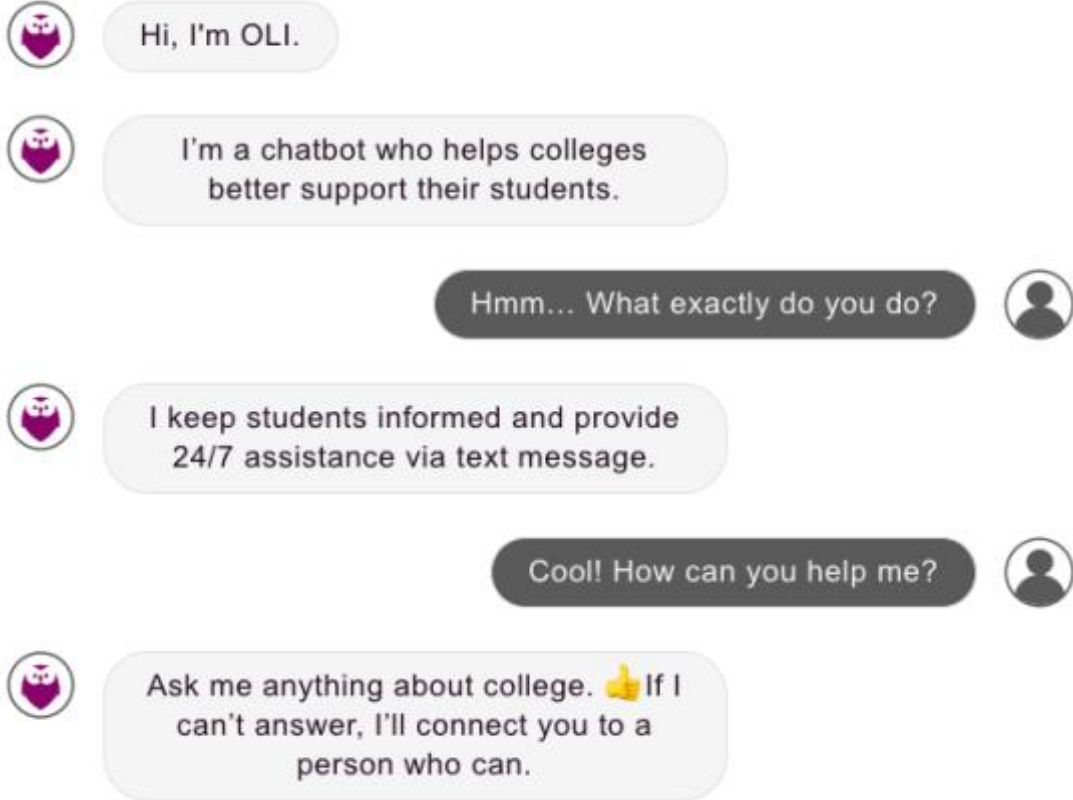 Hi, I'm OLI.
I’m a chatbot who helps colleges
better support their students.
Hmm... What exactly do you do?
I keep students informed and provide
24/7 assistance via text message.
Cool! How can you help me?
Ask me anything about college. 👍If I
can’t answer, I’ll connect you to a
person who can.